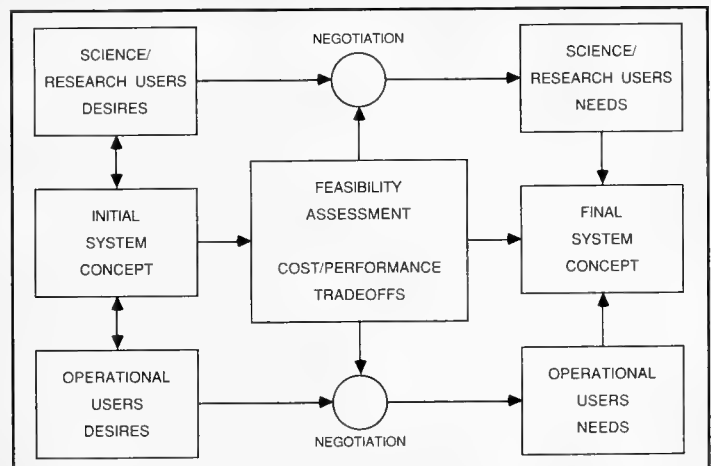 SCIENCE/
RESEARCH USERS
DESIRES
NEGOTIATION
SCIENCE/
RESEARCH USERS
NEEDS
INITIAL
SYSTEM
CONCEPT
FEASIBILITY
ASSESSMENT
COST/PERFORMANCE
TRADEOFFS
FINAL
SYSTEM
CONCEPT
OPERATIONAL
USERS
DESIRES
NEGOTIATION
OPERATIONAL
USERS
NEEDS